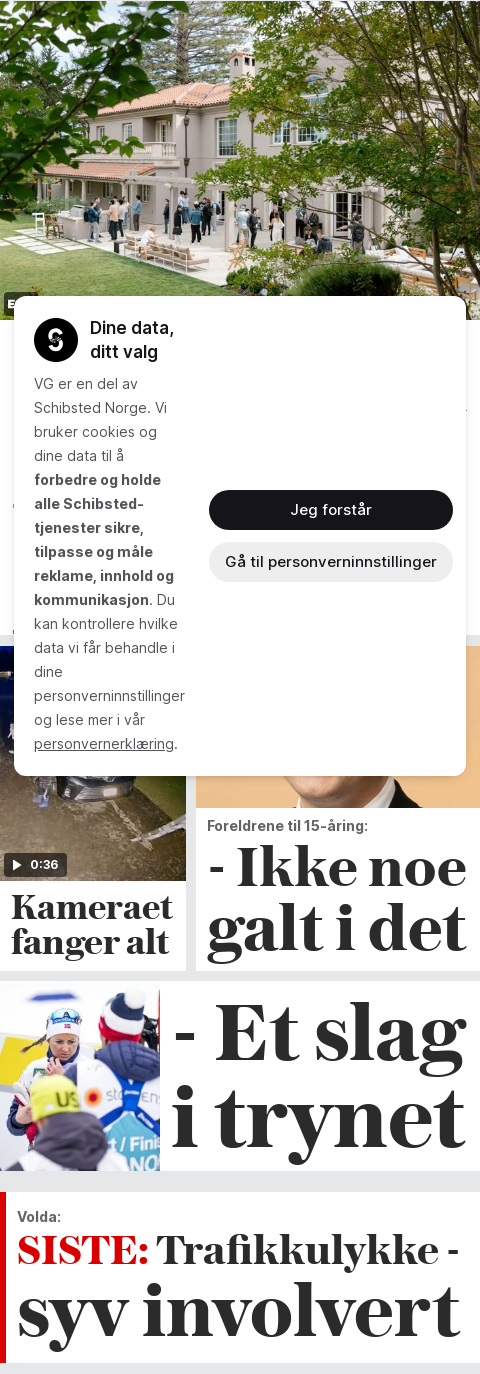 Dine data,
ditt valg
VG er en del av
Schibsted Norge. Vi
bruker cookies og
dine data til å
forbedre og holde
alle Schibsted-
tjenester sikre,
tilpasse og måle
reklame, innhold og
kommunikasjon. Du
kan kontrollere hvilke
data vi får behandle i
dine
personverninnstillinger
og lese mer i vår
personvernerklæring.
Jeg forstår
Gå til personverninnstillinger
0:36
Kameraet
fanger alt
Foreldrene til 15-åring:
- Ikke noe
galt i det
US
- Et slag
i trynet
Volda:
SISTE: Trafikkulykke -
syv involvert